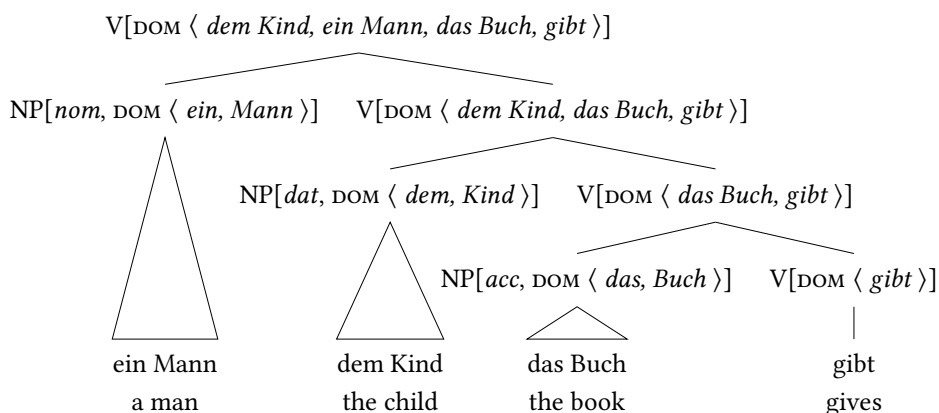 V[DOM ⟨ dem Kind, ein Mann, das Buch, gibt ⟩]
NP[nom, DOM ⟨ ein, Mann ⟩] V[DOM ⟨ dem Kind, das Buch, gibt ⟩]
NP[dat, DOM ⟨ dem, Kind ⟩] V[DOM ⟨ das Buch, gibt ⟩]
NP[acc, DOM ⟨ das, Buch ⟩] V[DOM ⟨ gibt ⟩]
ein Mann dem Kind das Buch gibt
a man the child the book gives